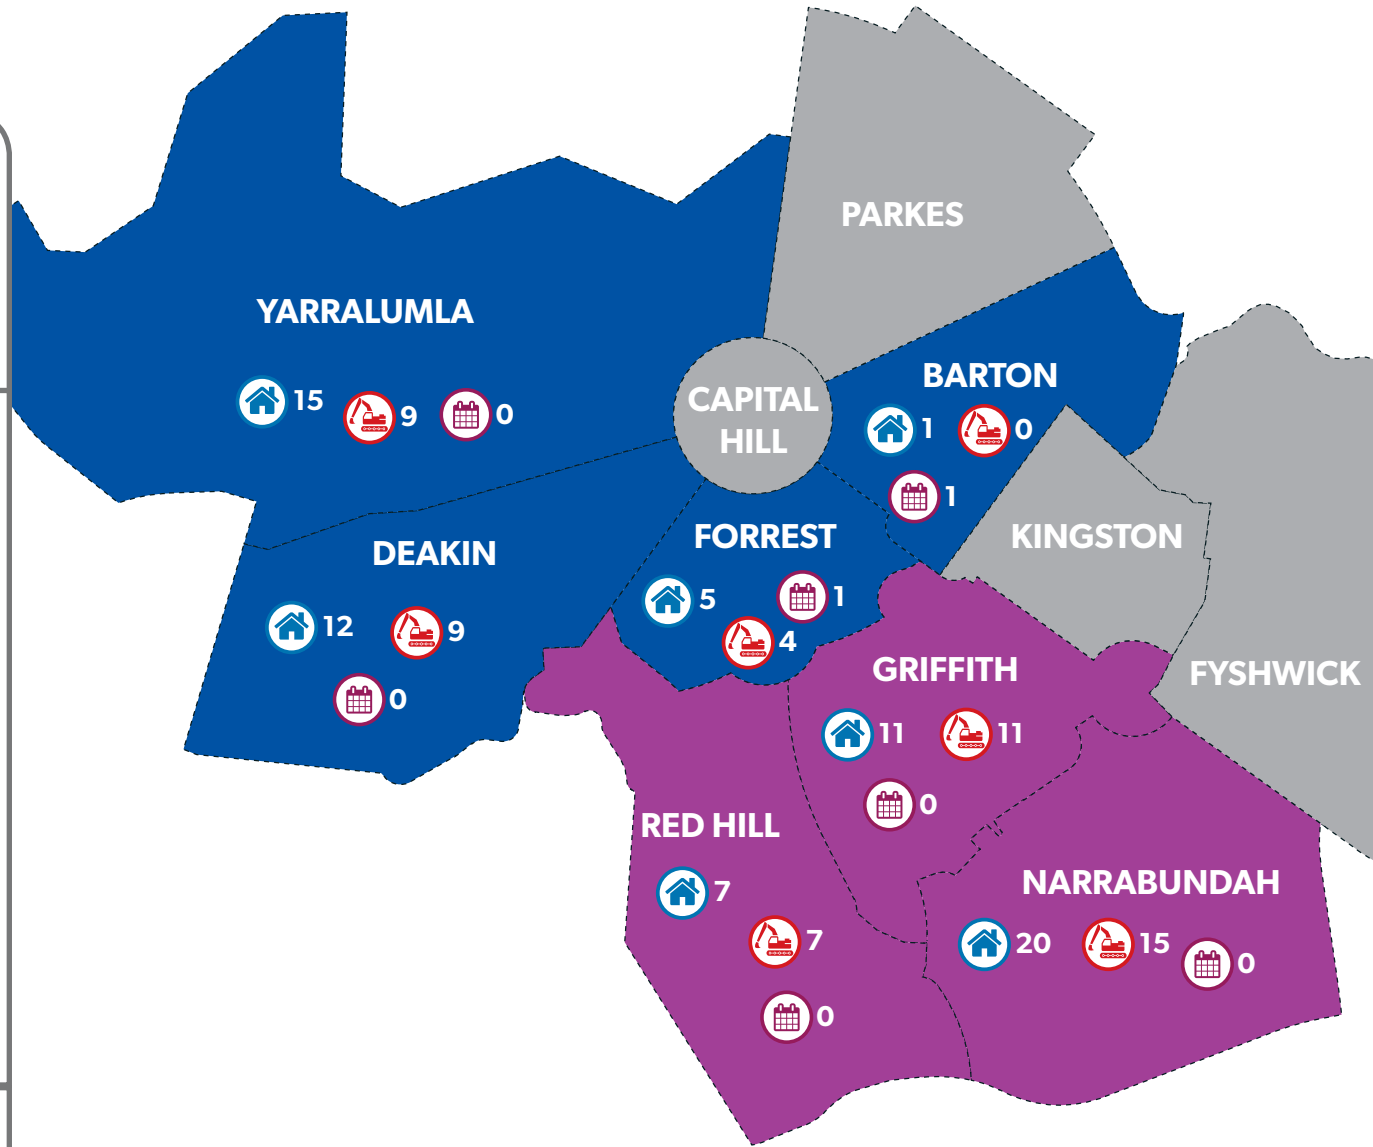 PARKES
YARRALUMLA
15
9
0
CAPITAL
HILL
BARTON
1
0
1
KINGSTON
DEAKIN
12
9
0
FORREST
5
1
4
GRIFFITH
11
11
0
FYSHWICK
RED HILL
7
7
0
NARRABUNDAH
20
15
0